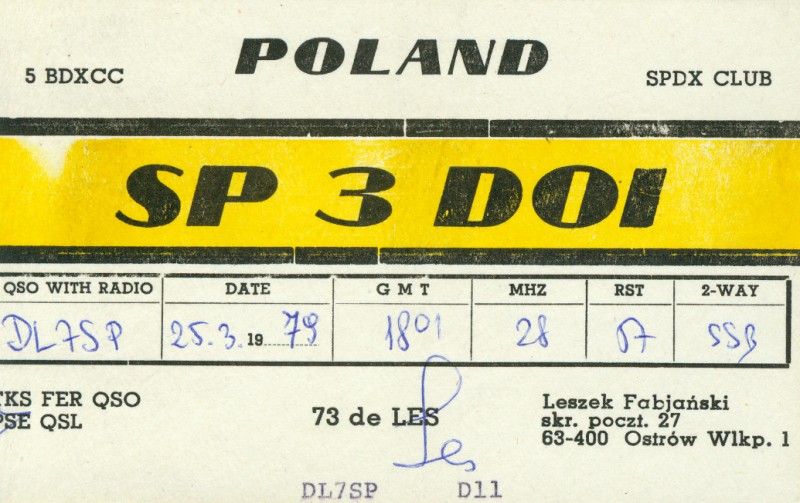 POLAND
5 BDXCC
SPDX CLUB
SP 3 DOI
QSO WITH RADIO DATE GMT MHZ RST 2-WAY
DL7SP 25.3. 1979 1801 28 57 SSB
TKS FER QSO
PSE QSL
73 de LES
Les
Leszek Fabjański
skr. poczt. 27
63-400 Ostrów Wlkp. 1
DL7SP D11